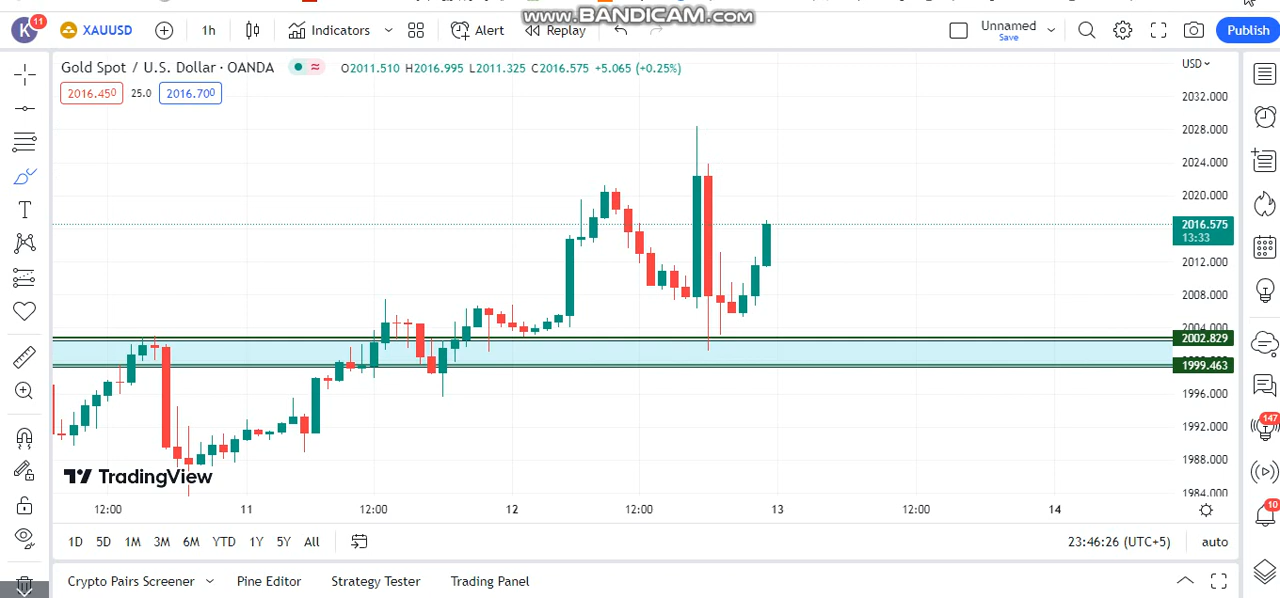 www.BANDICAM.com
K 11
XAUUSD 1h Indicators Alert Replay Unnamed Save Publish
Gold Spot / U.S. Dollar · OANDA O2011.510 H2016.995 L2011.325 C2016.575 +5.065 (+0.25%)
USD
2016.450 25.0 2016.700
2032.000
2028.000
2024.000
2020.000
2016.575
13:33
2012.000
2008.000
2004.000
2002.829
1999.463
1996.000
1992.000
1988.000
1984.000
T
147
10
TradingView
12:00 11 12:00 12 12:00 13 12:00 14
1D 5D 1M 3M 6M YTD 1Y 5Y All 23:46:26 (UTC+5) auto
Crypto Pairs Screener Pine Editor Strategy Tester Trading Panel